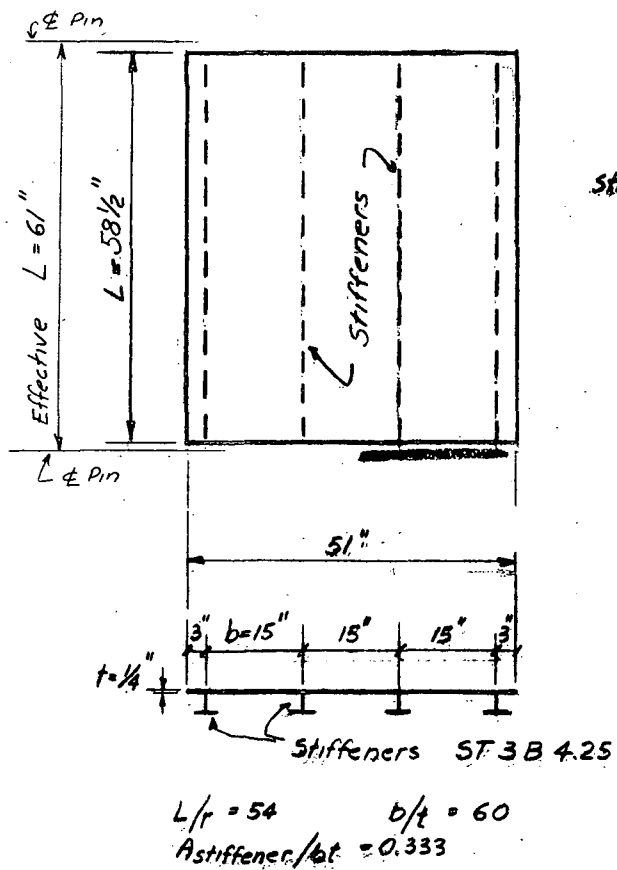 ℄ Pin
Effective L = 61"
L = 58½"
Stiffeners
℄ Pin
51"
3" b=15" 15" 15" 3"
t=¼"
Stiffeners ST 3 B 4.25
L/r = 54 b/t = 60
Astiffener/bt = 0.333